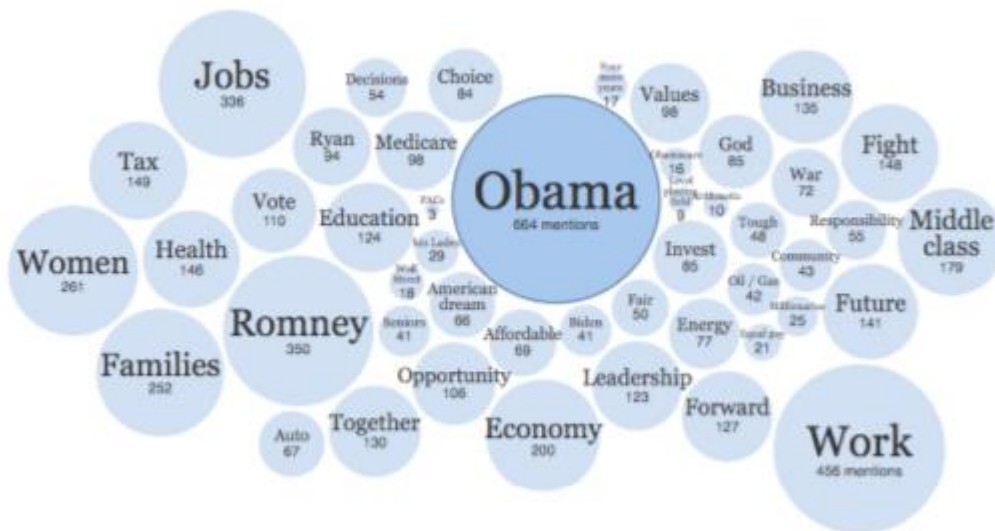 Jobs
336
Decisions
54
Choice
84
Four more
years
17
Values
98
Business
135
Tax
149
Ryan
94
Medicare
98
Obama
664 mentions
16
God
85
War
72
Fight
148
Women
261
Health
146
Vote
110
Education
124
3
29
9
10
Invest
85
Tough
48
Responsibility
55
Community
43
Middle
class
179
Families
252
Romney
350
18
American
dream
66
Seniors
41
Affordable
69
Biden
41
Fair
50
Energy
77
Oil / Gas
42
25
21
Future
141
Auto
67
Together
130
Opportunity
106
Economy
200
Leadership
123
Forward
127
Work
456 mentions